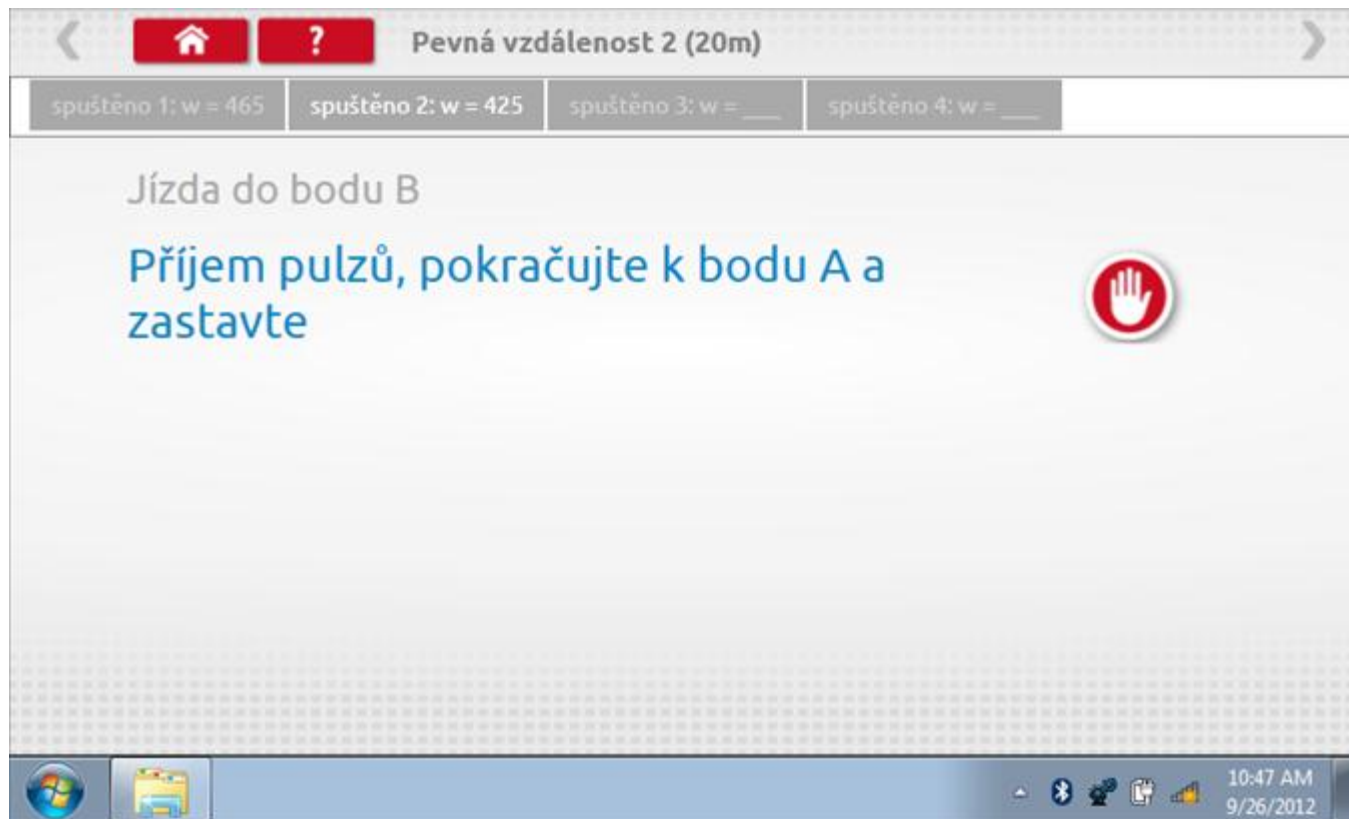 ? Pevná vzdálenost 2 (20m)
spuštěno 1: w = 465 spuštěno 2: w = 425 spuštěno 3: w = ___ spuštěno 4: w = ___
Jízda do bodu B
Příjem pulzů, pokračujte k bodu A a
zastavte
10:47 AM
9/26/2012